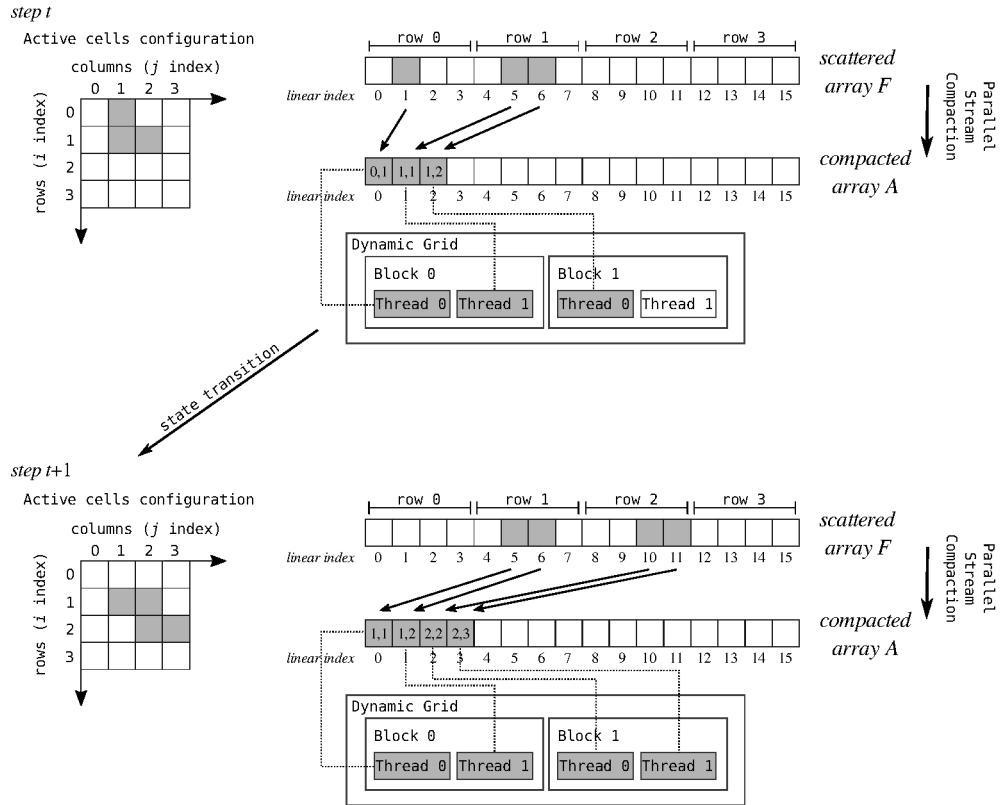 step t
Active cells configuration
columns (j index)
0 1 2 3
rows (i index)
0
1
2
3
row 0 row 1 row 2 row 3
scattered
array F
linear index 0 1 2 3 4 5 6 7 8 9 10 11 12 13 14 15
Parallel
Stream
Compaction
0,1 1,1 1,2
compacted
array A
linear index 0 1 2 3 4 5 6 7 8 9 10 11 12 13 14 15
Dynamic Grid
Block 0 Block 1
Thread 0 Thread 1 Thread 0 Thread 1
state transition
step t+1
Active cells configuration
columns (j index)
0 1 2 3
rows (i index)
0
1
2
3
row 0 row 1 row 2 row 3
scattered
array F
linear index 0 1 2 3 4 5 6 7 8 9 10 11 12 13 14 15
Parallel
Stream
Compaction
1,1 1,2 2,2 2,3
compacted
array A
linear index 0 1 2 3 4 5 6 7 8 9 10 11 12 13 14 15
Dynamic Grid
Block 0 Block 1
Thread 0 Thread 1 Thread 0 Thread 1